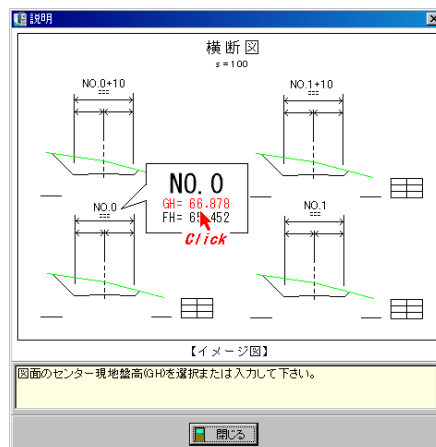 説明
横断図
s=100
NO.0+10
NO.1+10
NO.0
GH= 66.878
FH= 65.452
Click
NO.0
NO.1
【イメージ図】
図面のセンター現地盤高(GH)を選択または入力して下さい。
閉じる